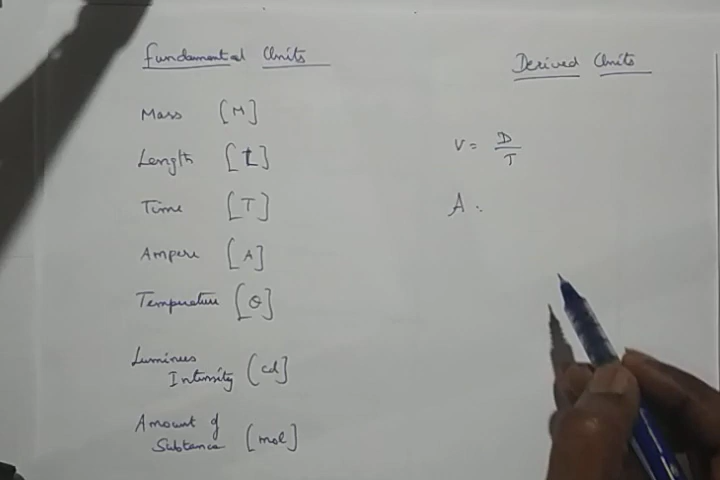 Fundamental Units
Mass [M]
Length [L]
Time [T]
Ampere [A]
Temperature [θ]
Luminous
Intensity [cd]
Amount of
Substance [mol]
Derived Units
V = D/T
A :